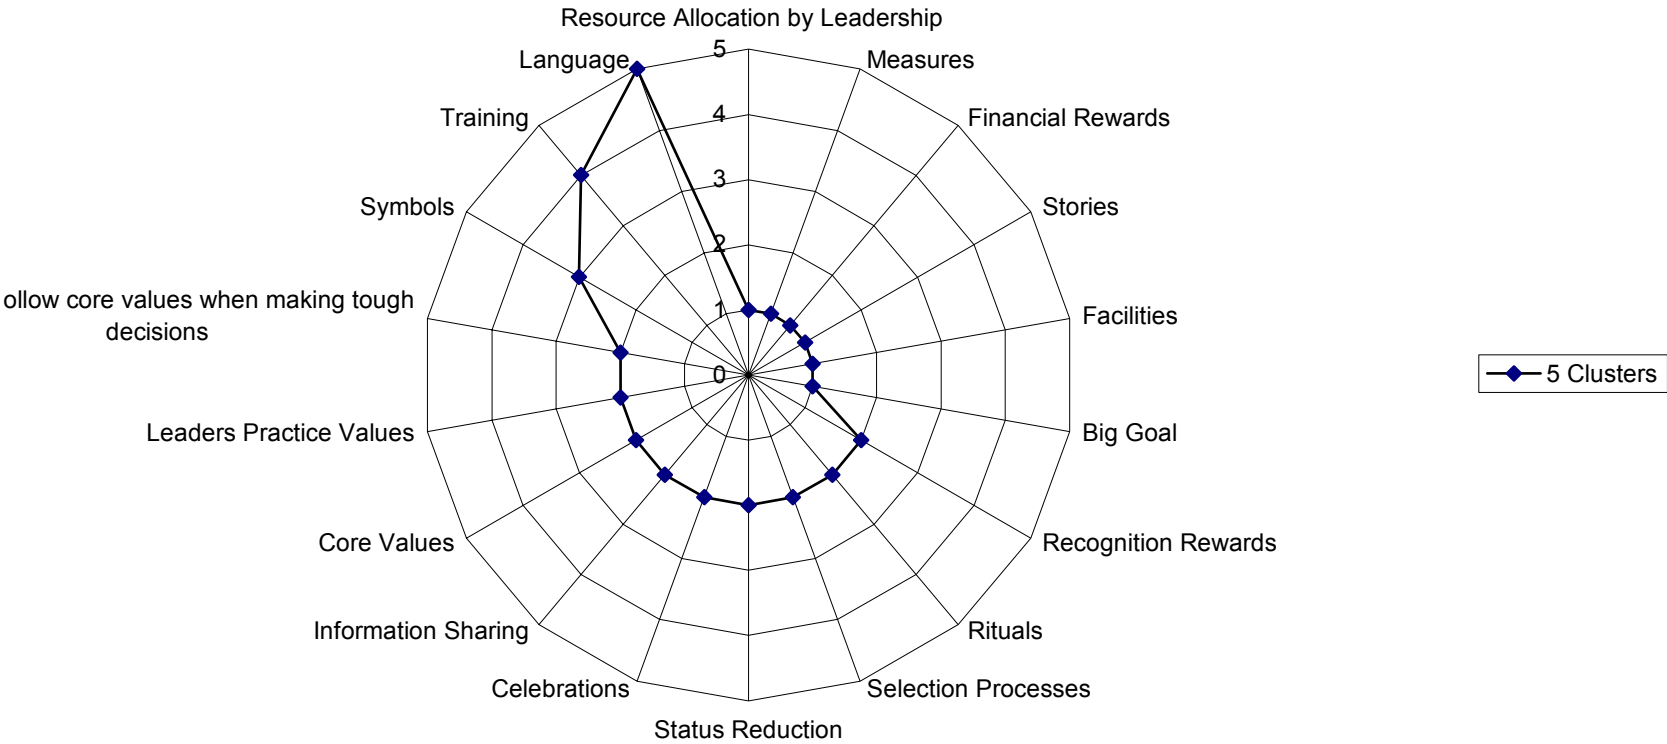 Resource Allocation by Leadership
Measures
Financial Rewards
Stories
Facilities
Big Goal
Recognition Rewards
Rituals
Selection Processes
Status Reduction
Celebrations
Information Sharing
Core Values
Leaders Practice Values
ollow core values when making tough
decisions
Symbols
Training
Language
5
4
3
2
1
0
5 Clusters